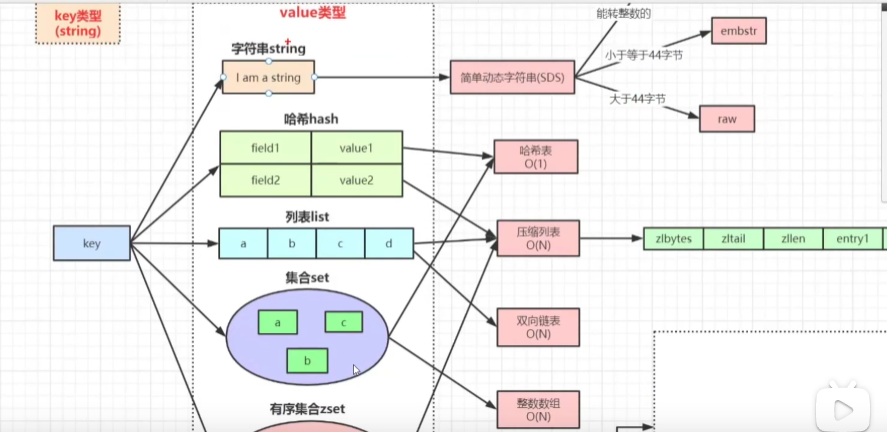 key类型
(string)
value类型
字符串string
I am a string
哈希hash
field1
value1
field2
value2
列表list
a
b
c
d
集合set
a
c
b
有序集合zset
key
简单动态字符串(SDS)
能转整数的
小于等于44字节
大于44字节
embstr
raw
哈希表
O(1)
压缩列表
O(N)
双向链表
O(N)
整数数组
O(N)
zlbytes
zltail
zllen
entry1